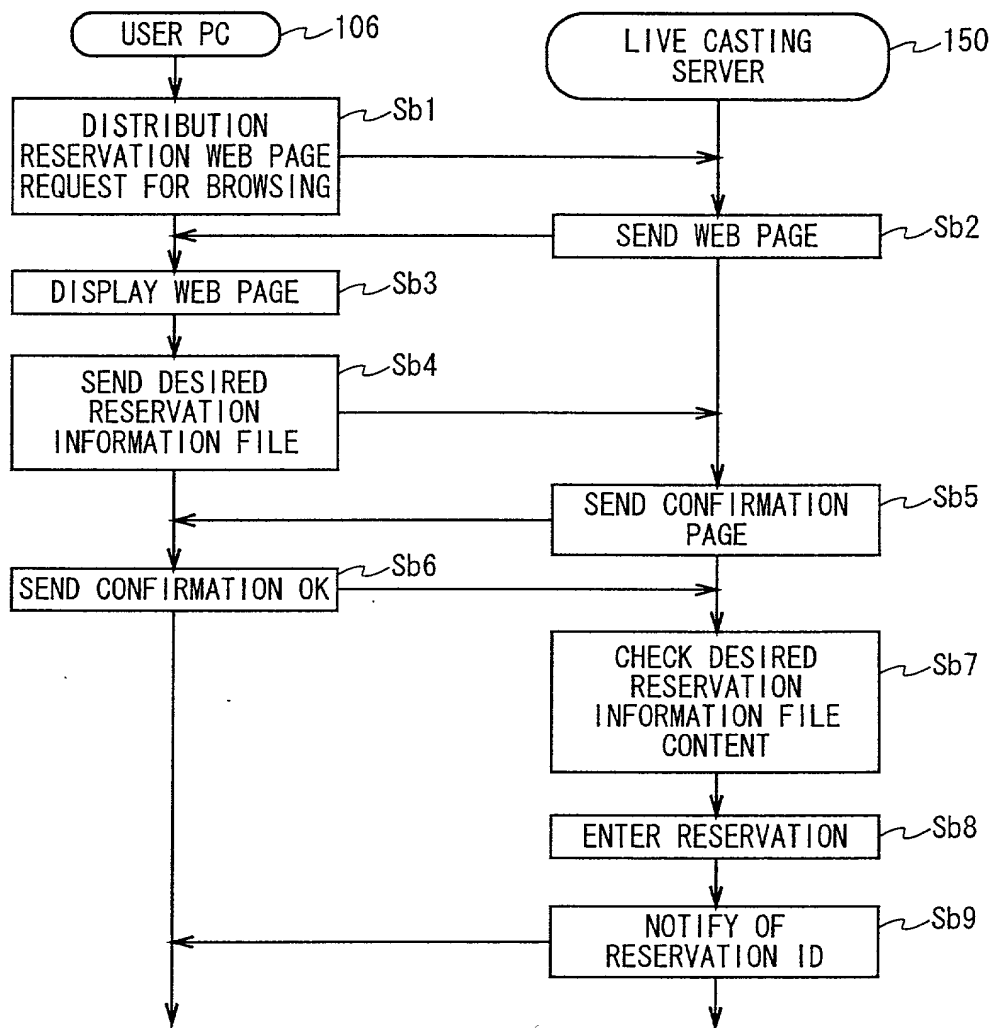 USER PC
106
LIVE CASTING
SERVER
150
Sb1
DISTRIBUTION
RESERVATION WEB PAGE
REQUEST FOR BROWSING
SEND WEB PAGE
Sb2
DISPLAY WEB PAGE
Sb3
Sb4
SEND DESIRED
RESERVATION
INFORMATION FILE
SEND CONFIRMATION
PAGE
Sb5
SEND CONFIRMATION OK
Sb6
CHECK DESIRED
RESERVATION
INFORMATION FILE
CONTENT
Sb7
ENTER RESERVATION
Sb8
NOTIFY OF
RESERVATION ID
Sb9